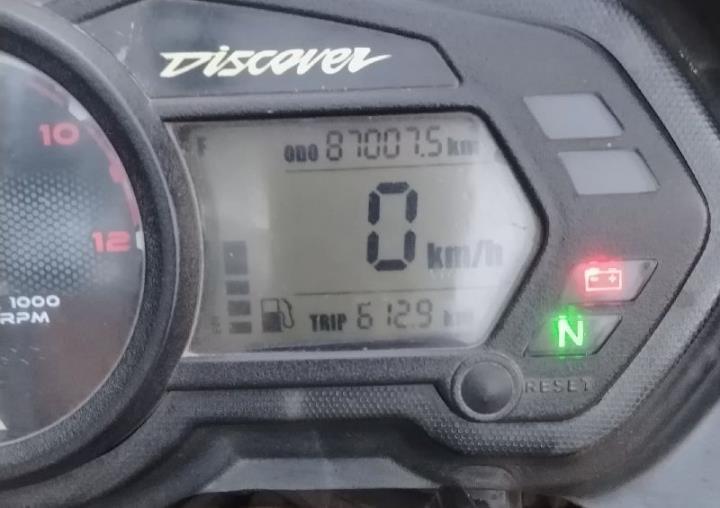 Discover
F
ODO 87007.5 km
10
0 km/h
12
1000
RPM
TRIP 612.9 km
N
RESET